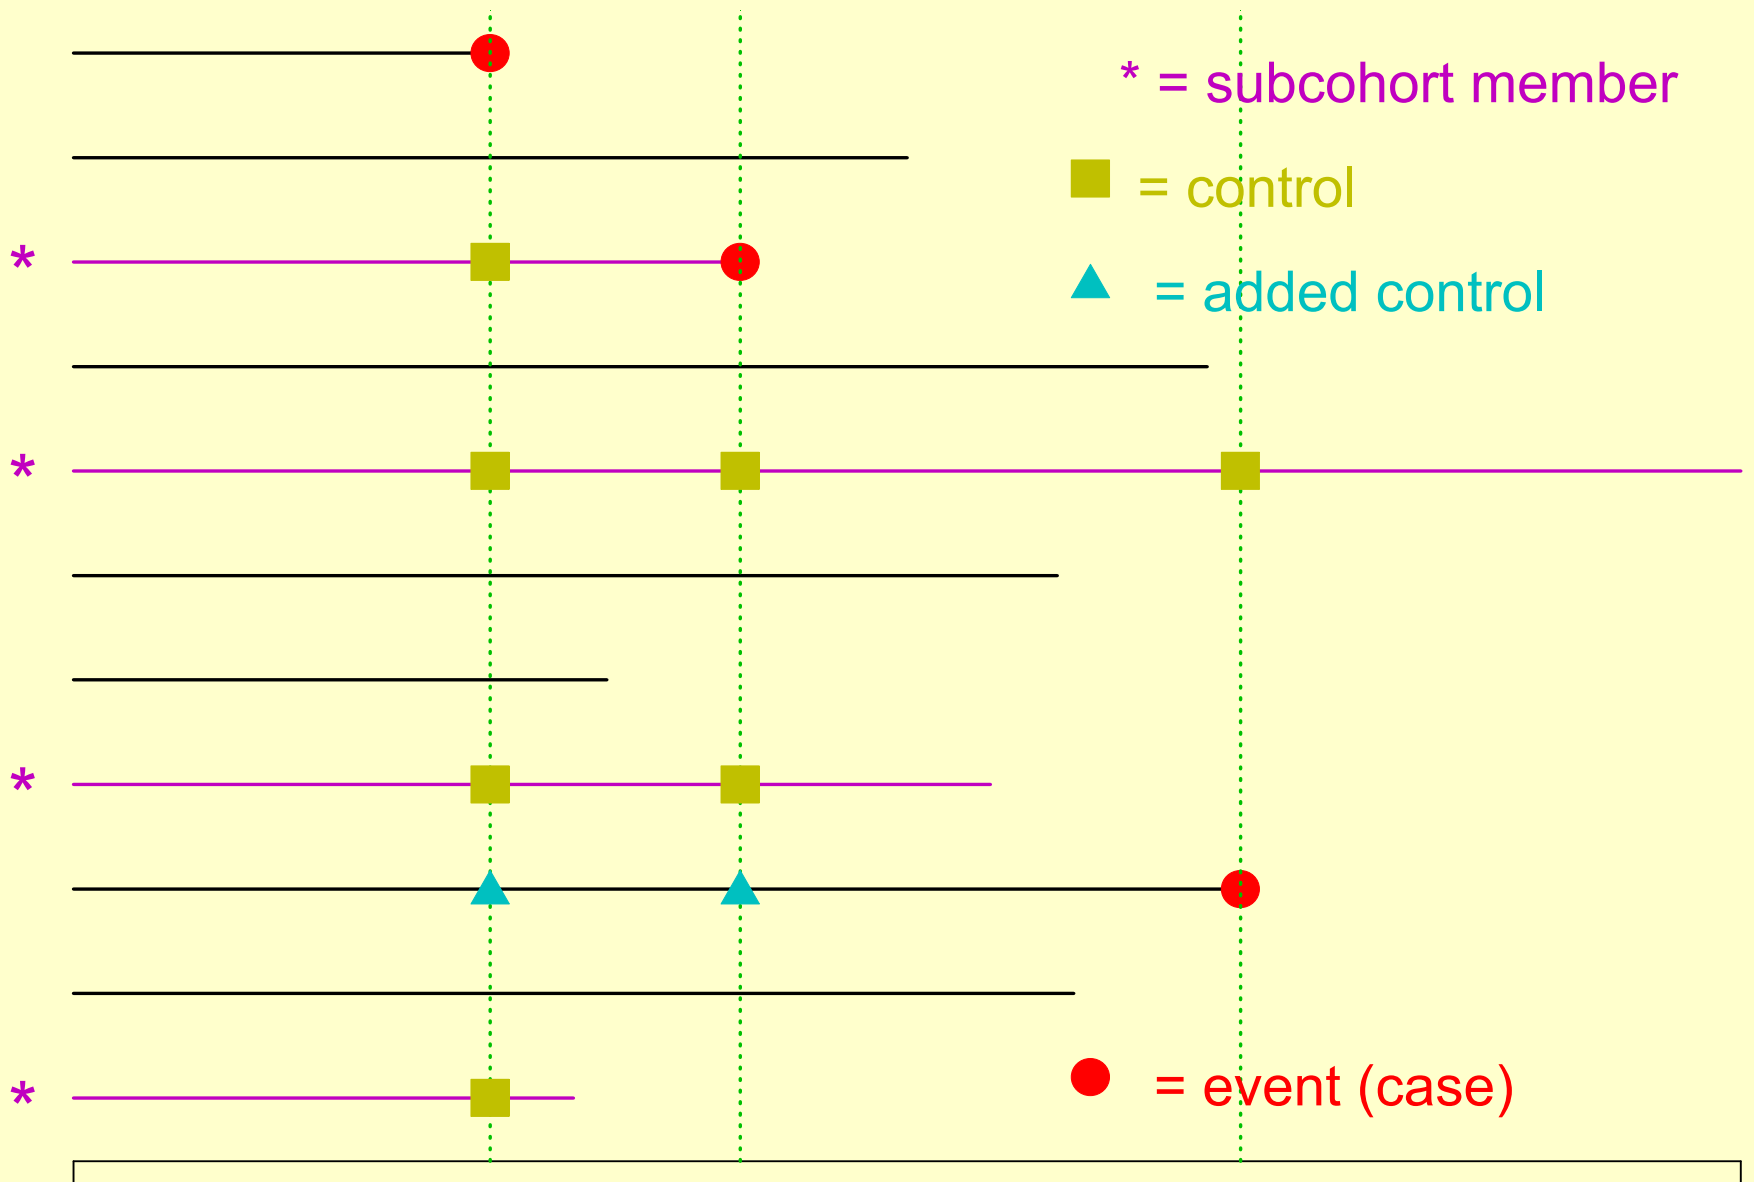 * = subcohort member
= control
*
= added control
*
*
= event (case)
*